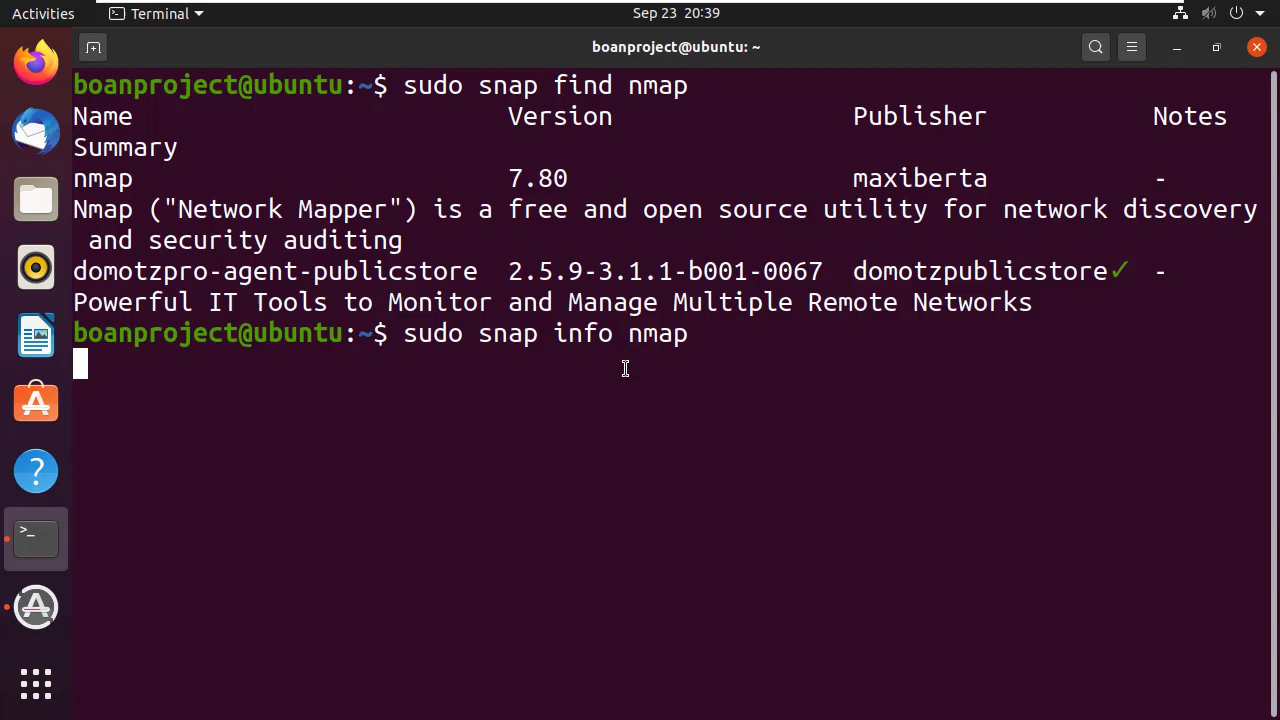 Activities Terminal Sep 23 20:39
boanproject@ubuntu: ~
boanproject@ubuntu:~$ sudo snap find nmap
Name Version Publisher Notes
Summary
nmap 7.80 maxiberta -
Nmap ("Network Mapper") is a free and open source utility for network discovery
and security auditing
domotzpro-agent-publicstore 2.5.9-3.1.1-b001-0067 domotzpublicstore✓ -
Powerful IT Tools to Monitor and Manage Multiple Remote Networks
boanproject@ubuntu:~$ sudo snap info nmap